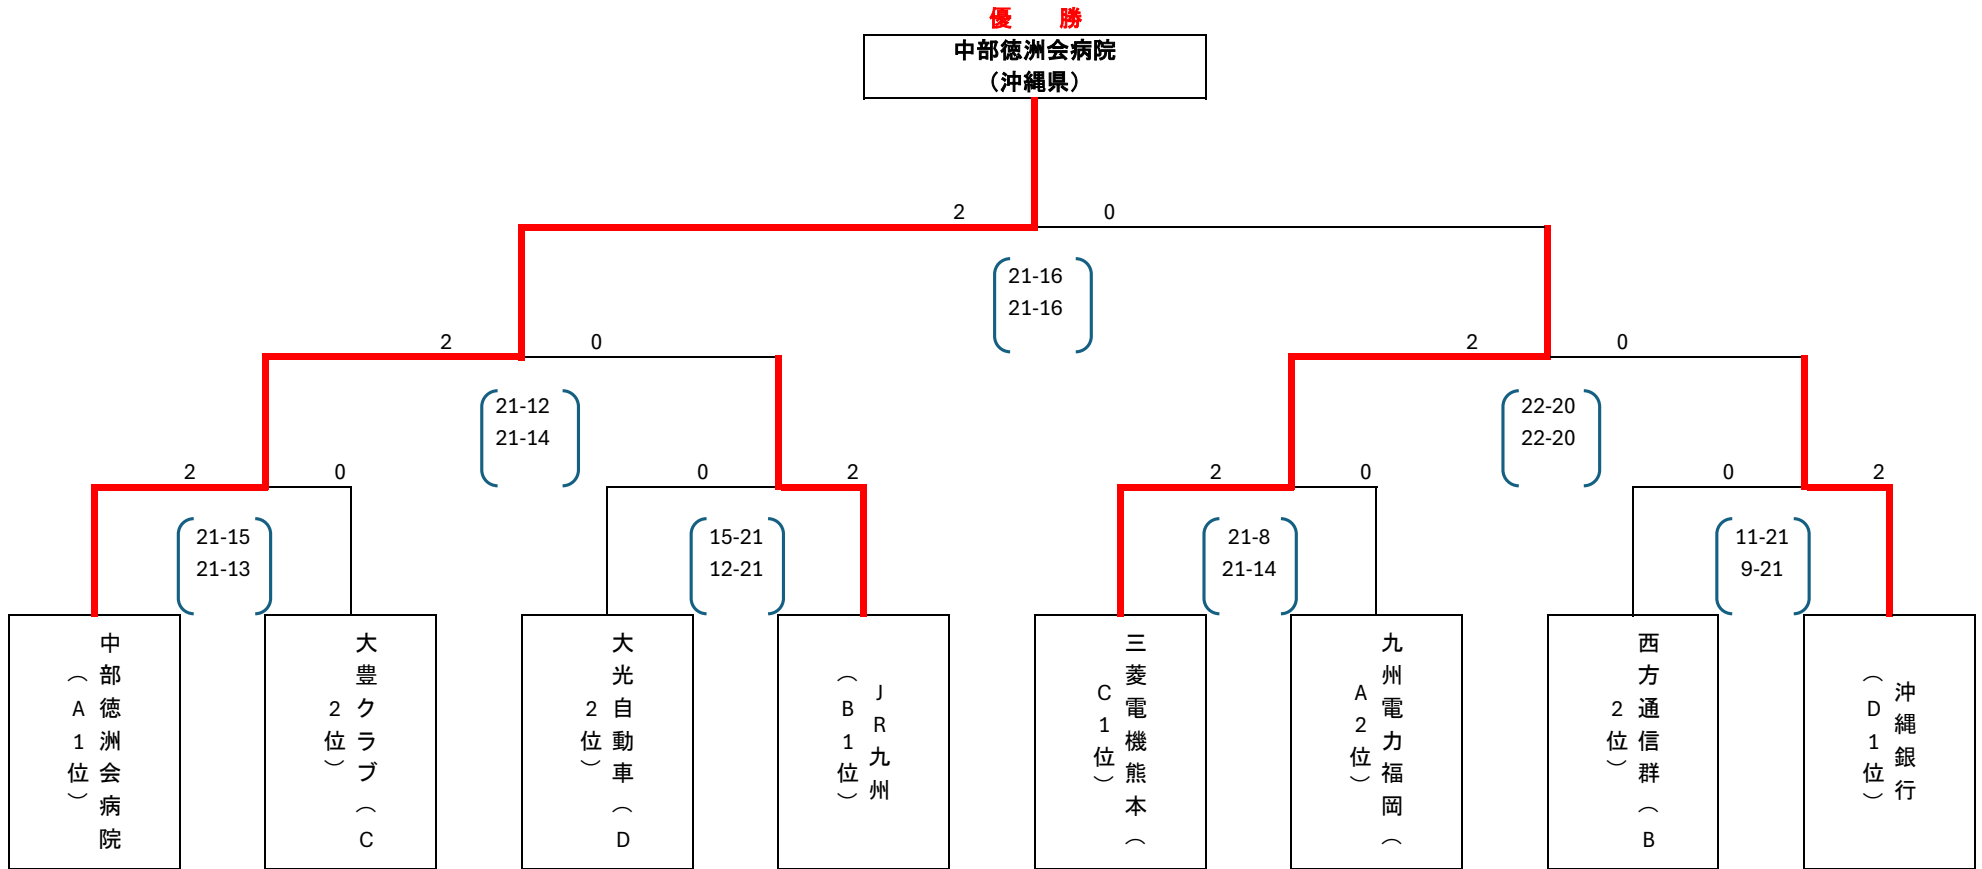 優　勝
中部徳洲会病院
（沖縄県）
2 0
21-16
21-16
2 0
2 0
21-12
21-14
22-20
22-20
2 0
0 2
2 0
0 2
21-15
21-13
15-21
12-21
21-8
21-14
11-21
9-21
中部徳洲会病院
（A1位）
大豊クラブ（C
2位）
大光自動車（D
2位）
JR九州
（B1位）
三菱電機熊本（
C1位）
九州電力福岡（
A2位）
西方通信群（B
2位）
沖縄銀行
（D1位）